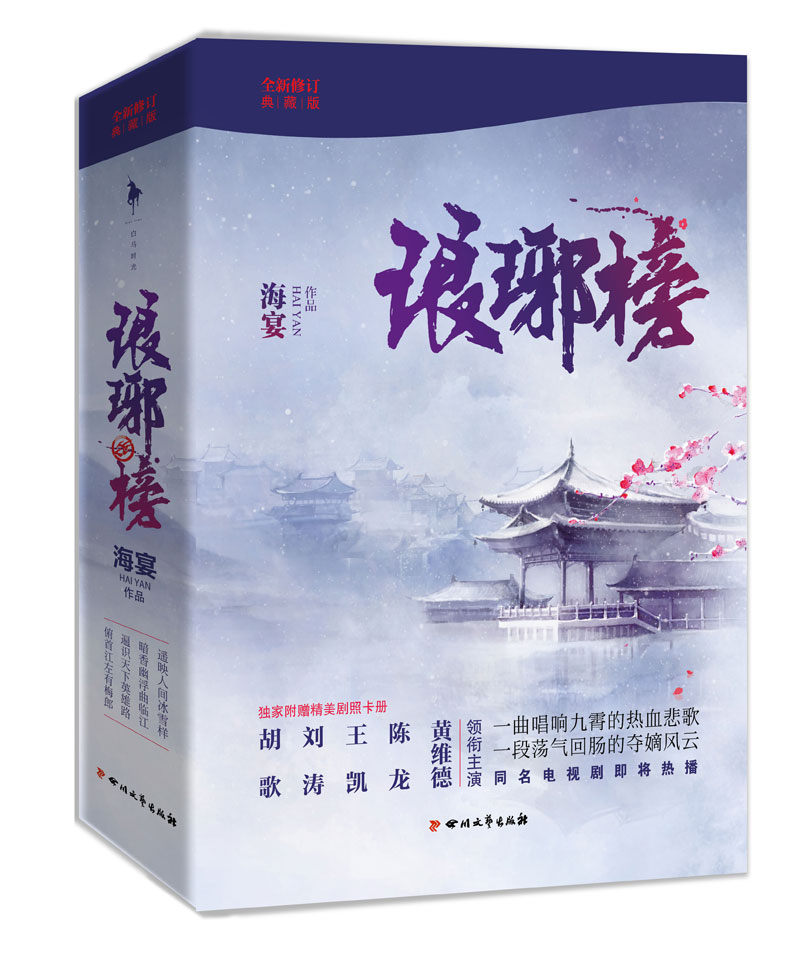 全新修订
典|藏|版
琅琊榜
海宴
HAI YAN
作品
独家附赠精美剧照卡册
胡歌
刘涛
王凯
陈龙
黄维德
领衔主演
一曲唱响九霄的热血悲歌
一段荡气回肠的夺嫡风云
同名电视剧即将热播
四川文艺出版社
全新修订
典|藏|版
白马时光
琅琊榜
海宴
HAI YAN
作品
遥映人间冰雪样
暗香幽浮曲临江
遍识天下英雄路
俯首江左有梅郎
四川文艺出版社